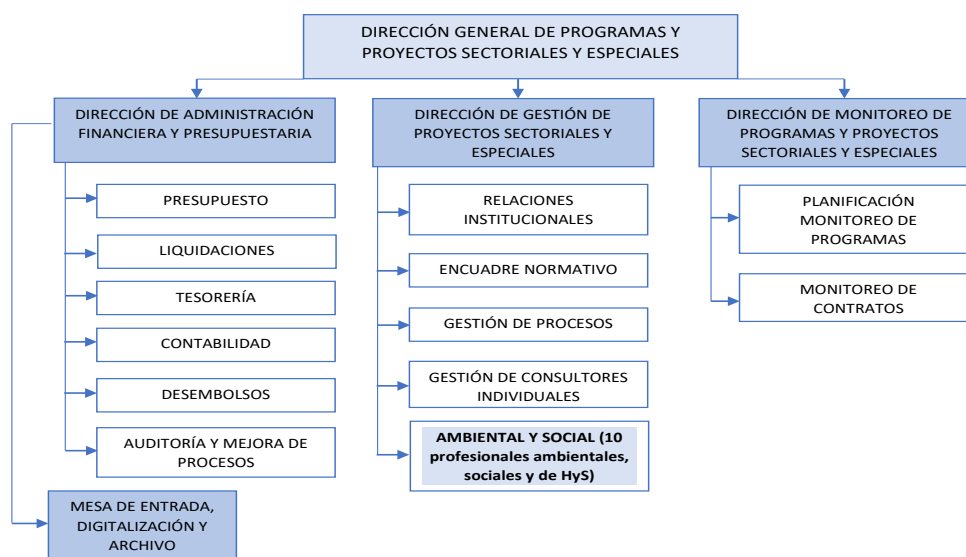 DIRECCIÓN GENERAL DE PROGRAMAS Y
PROYECTOS SECTORIALES Y ESPECIALES
DIRECCIÓN DE ADMINISTRACIÓN
FINANCIERA Y PRESUPUESTARIA
PRESUPUESTO
LIQUIDACIONES
TESORERÍA
CONTABILIDAD
DESEMBOLSOS
AUDITORÍA Y MEJORA DE
PROCESOS
MESA DE ENTRADA,
DIGITALIZACIÓN Y
ARCHIVO
DIRECCIÓN DE GESTIÓN DE
PROYECTOS SECTORIALES Y
ESPECIALES
RELACIONES
INSTITUCIONALES
ENCUADRE NORMATIVO
GESTIÓN DE PROCESOS
GESTIÓN DE CONSULTORES
INDIVIDUALES
AMBIENTAL Y SOCIAL (10
profesionales ambientales,
sociales y de HyS)
DIRECCIÓN DE MONITOREO DE
PROGRAMAS Y PROYECTOS
SECTORIALES Y ESPECIALES
PLANIFICACIÓN
MONITOREO DE
PROGRAMAS
MONITOREO DE
CONTRATOS